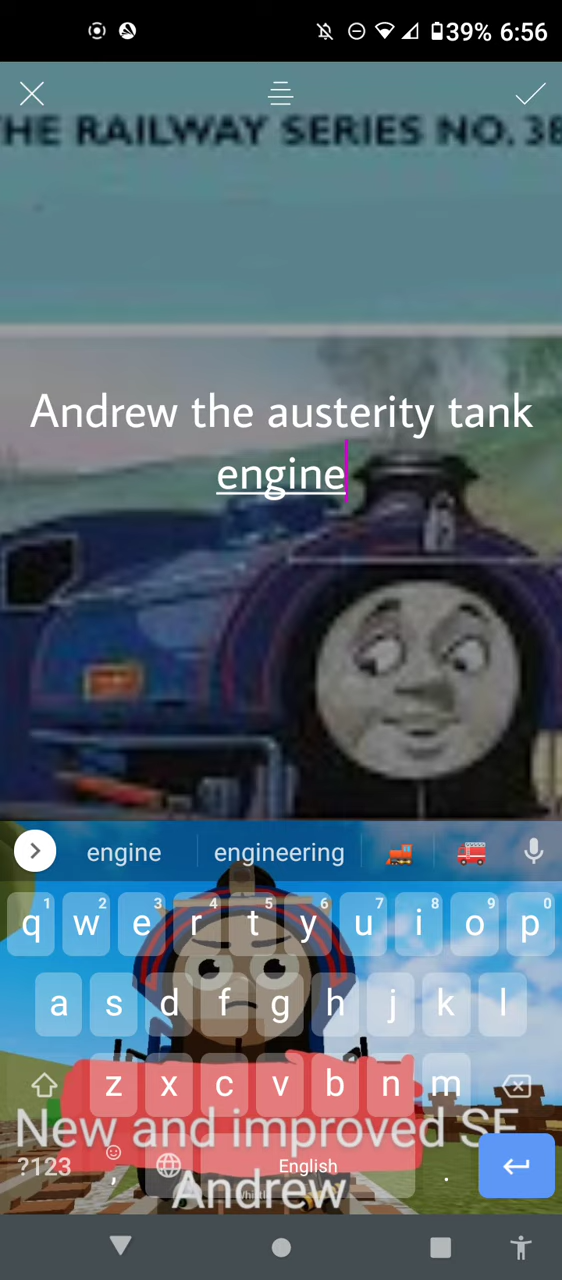 39% 6:56
THE RAILWAY SERIES NO. 38
Andrew the austerity tank
engine
engine engineering
1 2 3 4 5 6 7 8 9 0
q w e r t y u i o p
a s d f g h j k l
z x c v b n m
New and improved SF
?123 , English .
Andrew